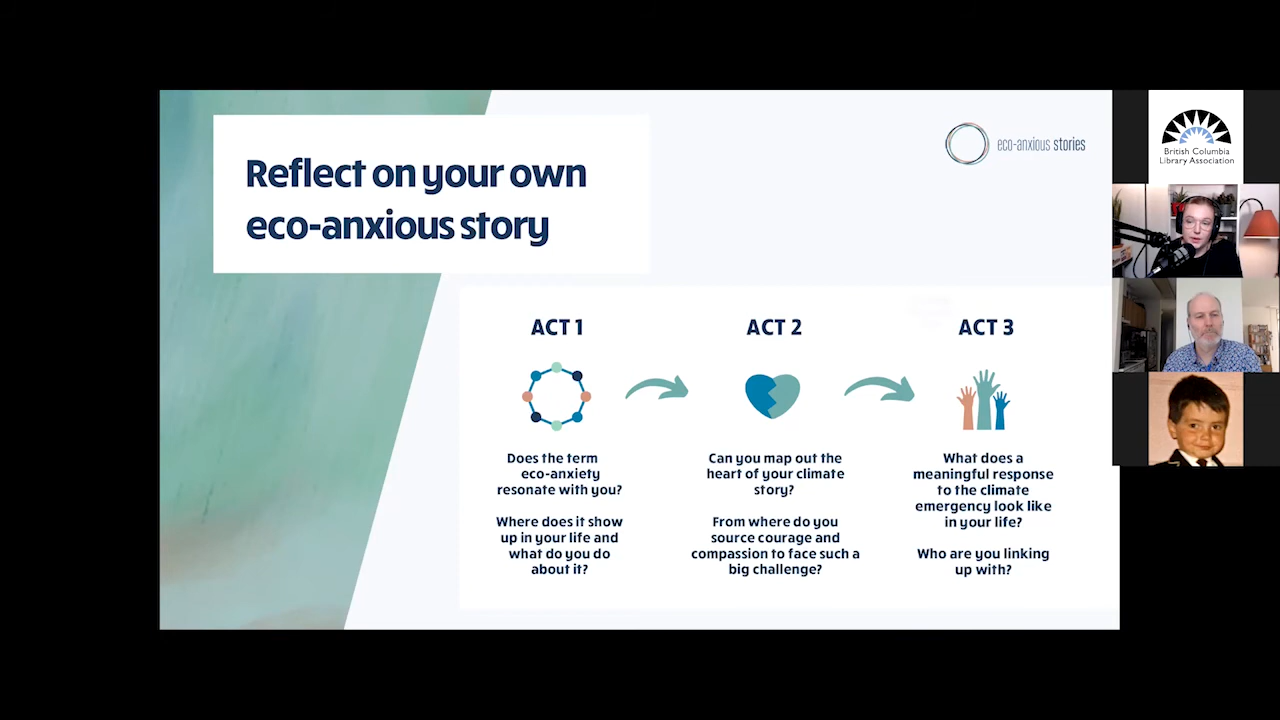 Reflect on your own
eco-anxious story
eco-anxious stories
British Columbia
Library Association
ACT 1
Does the term
eco-anxiety
resonate with you?
Where does it show
up in your life and
what do you do
about it?
ACT 2
Can you map out the
heart of your climate
story?
From where do you
source courage and
compassion to face such a
big challenge?
ACT 3
What does a
meaningful response
to the climate
emergency look like
in your life?
Who are you linking
up with?